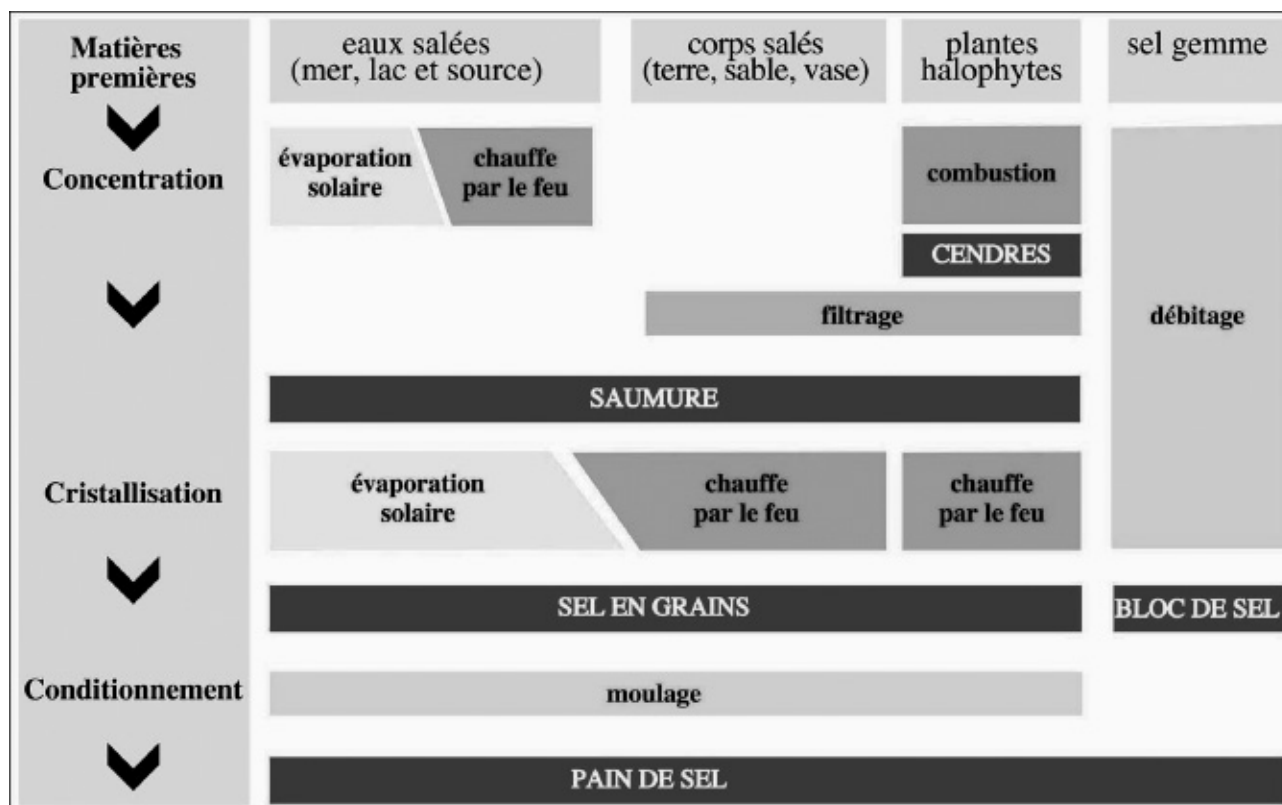 Matières
premières
eaux salées
(mer, lac et source)
corps salés
(terre, sable, vase)
plantes
halophytes
sel gemme
Concentration
évaporation
solaire
chauffe
par le feu
combustion
CENDRES
filtrage
débitage
SAUMURE
Cristallisation
évaporation
solaire
chauffe
par le feu
chauffe
par le feu
SEL EN GRAINS
BLOC DE SEL
Conditionnement
moulage
PAIN DE SEL